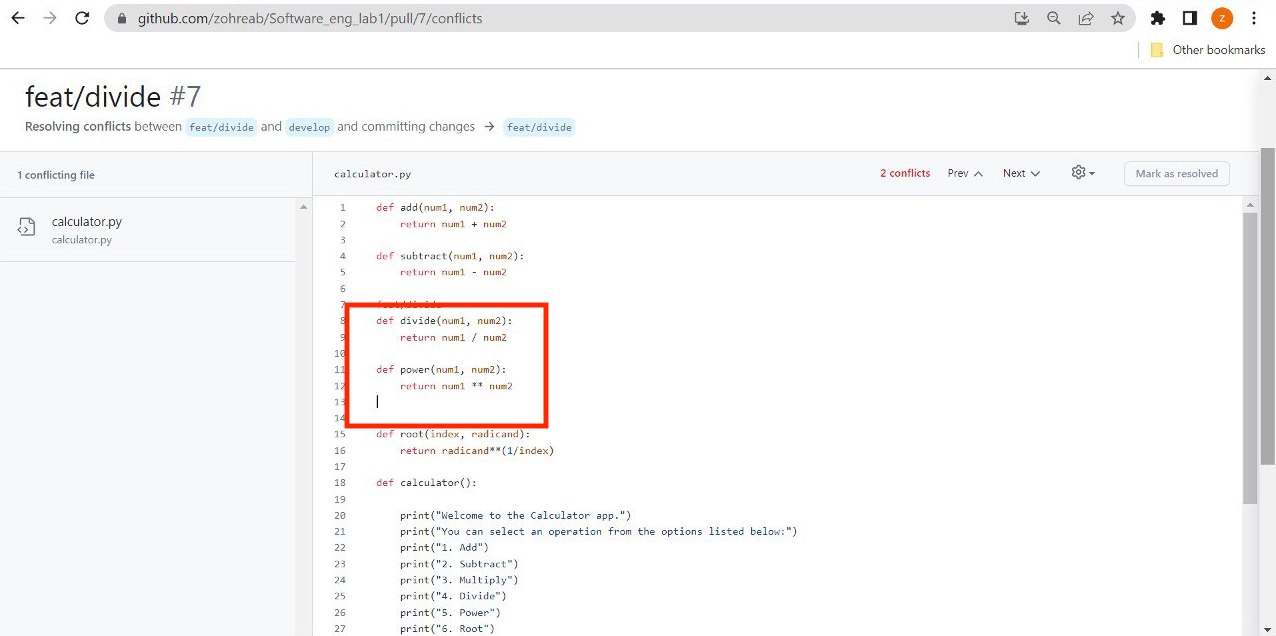 github.com/zohreab/Software_eng_lab1/pull/7/conflicts
Z
Other bookmarks
feat/divide #7
Resolving conflicts between feat/divide and develop and committing changes → feat/divide
1 conflicting file
calculator.py
2 conflicts Prev Next Mark as resolved
calculator.py
calculator.py
1 def add(num1, num2):
2 return num1 + num2
3
4 def subtract(num1, num2):
5 return num1 - num2
6
7 feat/divide
8 def divide(num1, num2):
9 return num1 / num2
10
11 def power(num1, num2):
12 return num1 ** num2
13
14
15 def root(index, radicand):
16 return radicand**(1/index)
17
18 def calculator():
19
20 print("Welcome to the Calculator app.")
21 print("You can select an operation from the options listed below:")
22 print("1. Add")
23 print("2. Subtract")
24 print("3. Multiply")
25 print("4. Divide")
26 print("5. Power")
27 print("6. Root")